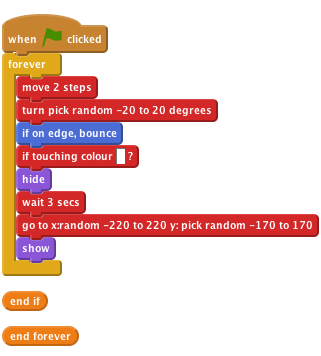 when clicked
forever
move 2 steps
turn pick random -20 to 20 degrees
if on edge, bounce
if touching colour ?
hide
wait 3 secs
go to x:random -220 to 220 y: pick random -170 to 170
show
end if
end forever